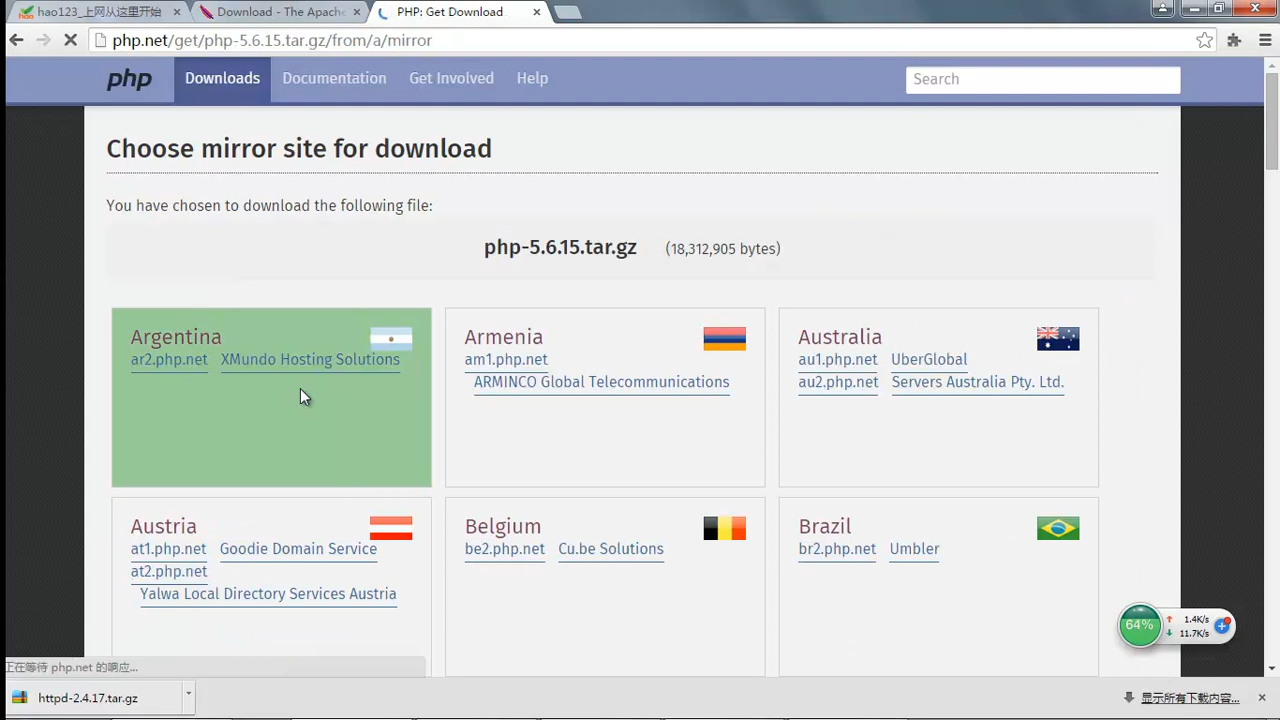 hao123_上网从这里开始
Download - The Apache
PHP: Get Download
php.net/get/php-5.6.15.tar.gz/from/a/mirror
php
Downloads
Documentation
Get Involved
Help
Search
Choose mirror site for download
You have chosen to download the following file:
php-5.6.15.tar.gz (18,312,905 bytes)
Argentina
ar2.php.net XMundo Hosting Solutions
Armenia
am1.php.net
ARMINCO Global Telecommunications
Australia
au1.php.net UberGlobal
au2.php.net Servers Australia Pty. Ltd.
Austria
at1.php.net Goodie Domain Service
at2.php.net
Yalwa Local Directory Services Austria
Belgium
be2.php.net Cu.be Solutions
Brazil
br2.php.net Umbler
64%
1.4K/s
11.7K/s
正在等待 php.net 的响应...
httpd-2.4.17.tar.gz
显示所有下载内容...